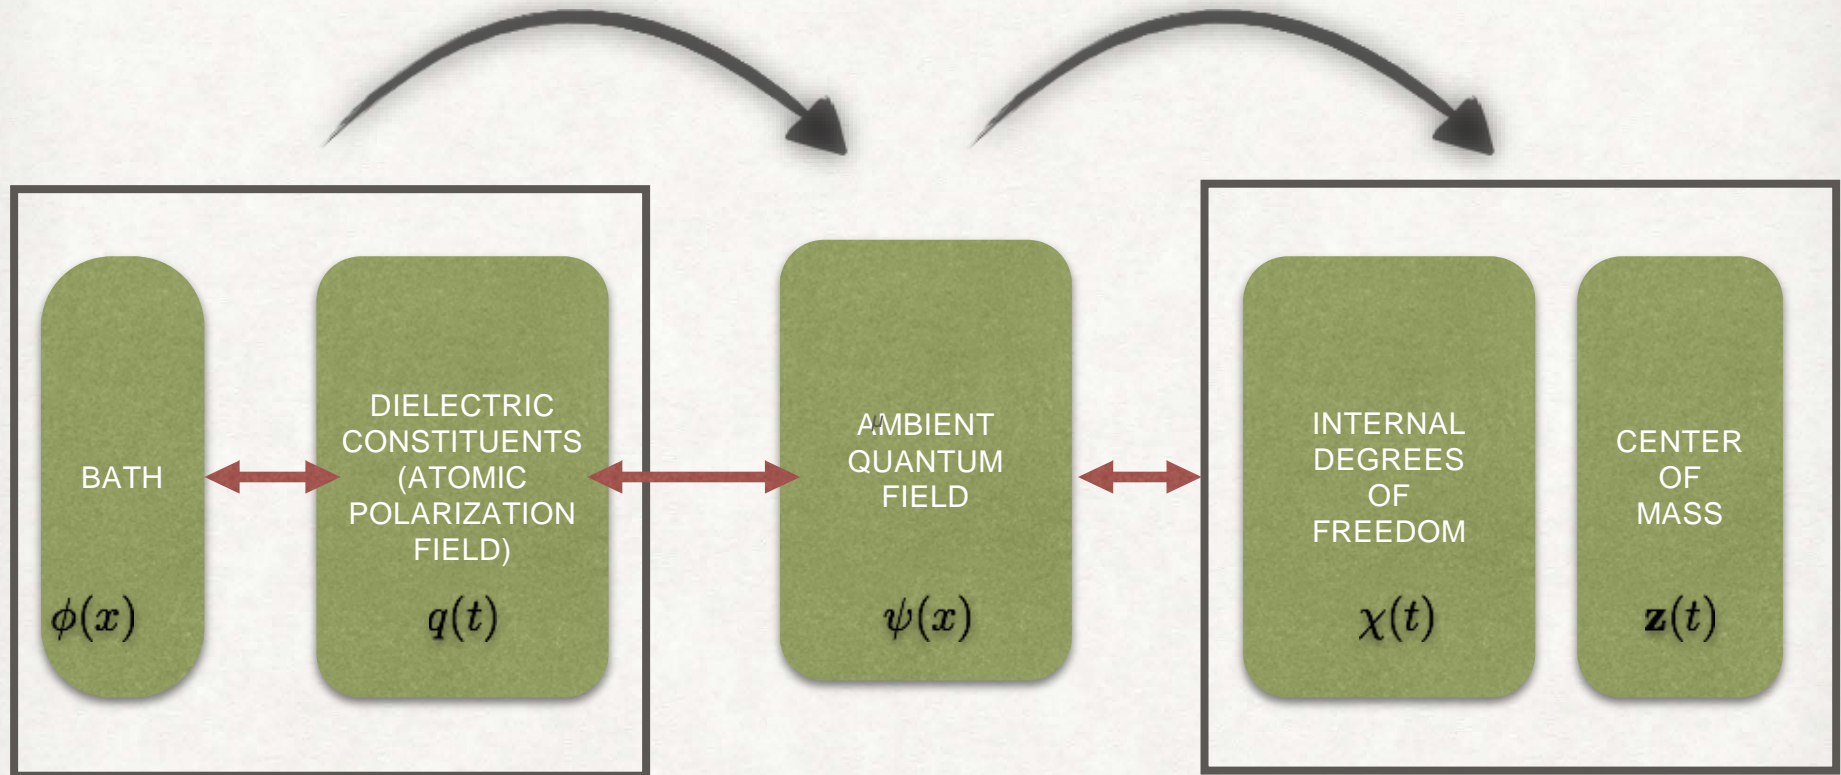 BATH
ϕ(x)
DIELECTRIC
CONSTITUENTS
(ATOMIC
POLARIZATION
FIELD)
q(t)
AMBIENT
QUANTUM
FIELD
ψ(x)
INTERNAL
DEGREES
OF
FREEDOM
χ(t)
CENTER
OF
MASS
𝐳(t)